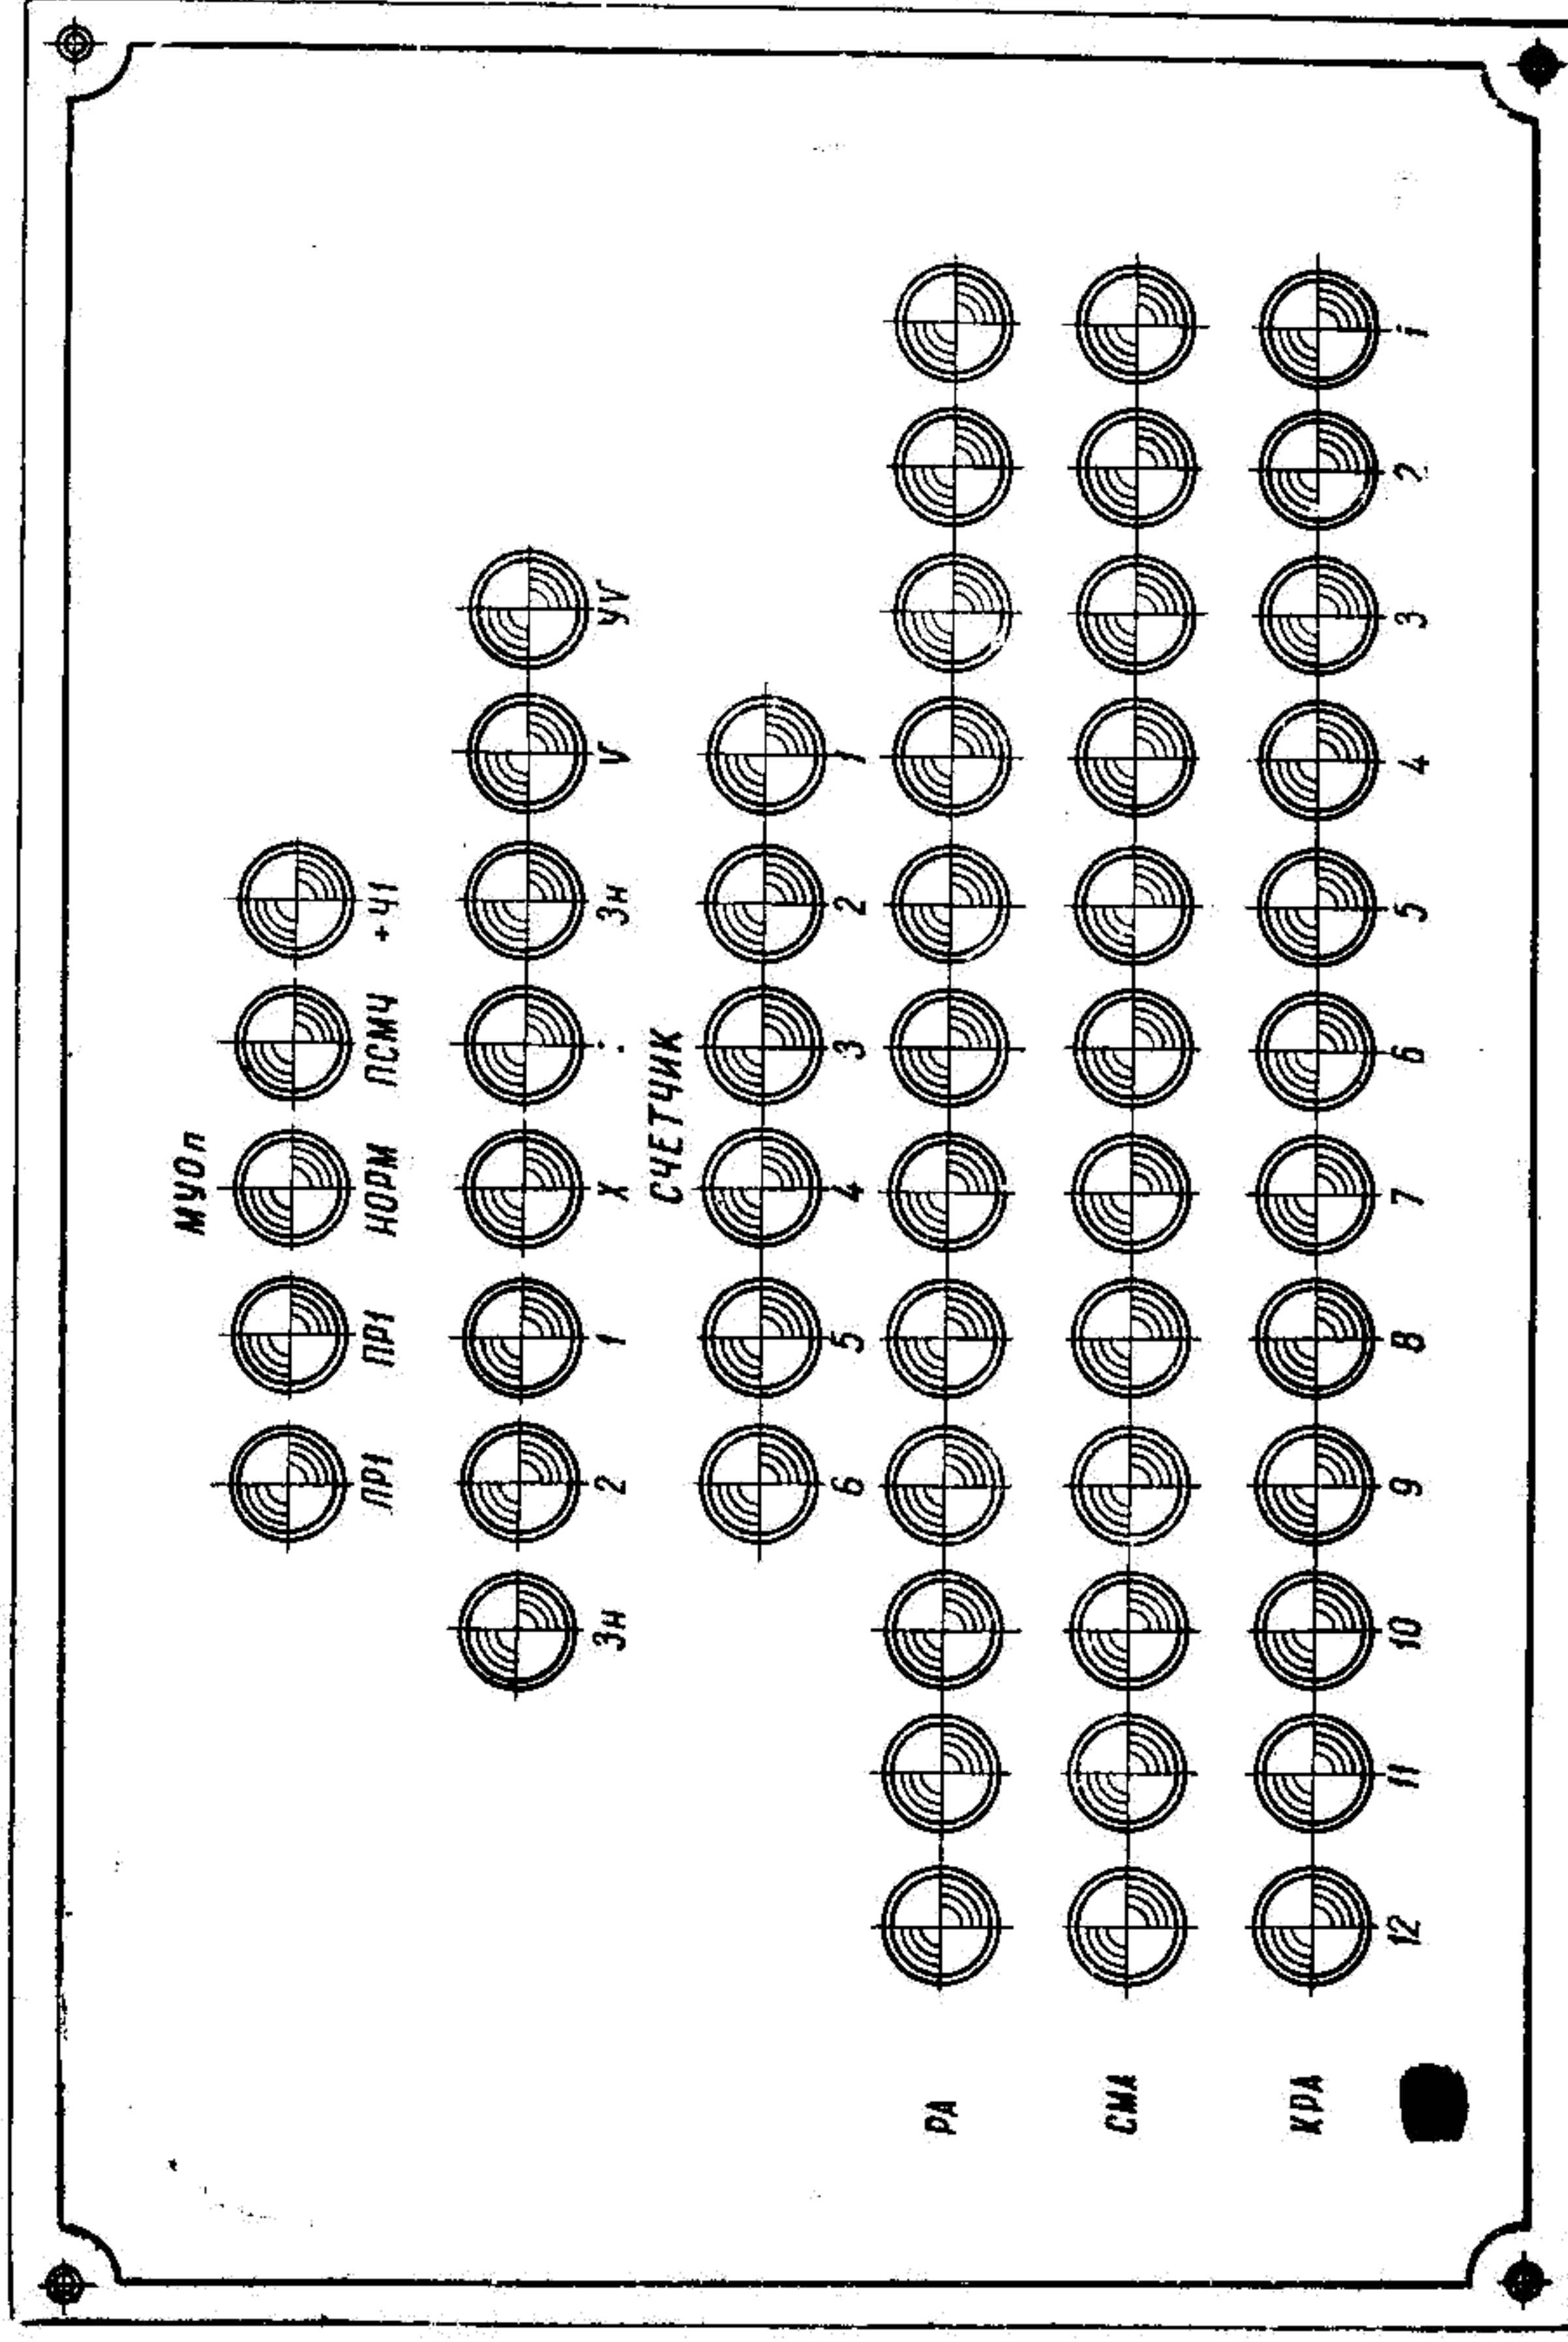 МУОп
ПР1 ПР1 НОРМ ПСМЧ +Ч1
Зн 2 1 X : Зн V УV
СЧЕТЧИК
6 5 4 3 2 1
РА
СМА
КРА
12 11 10 9 8 7 6 5 4 3 2 1